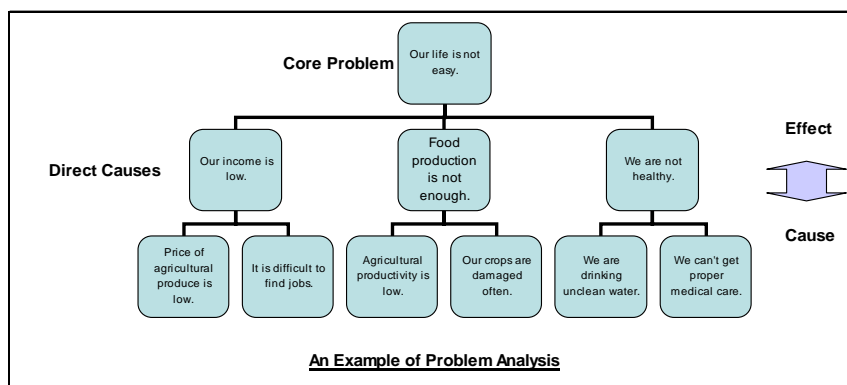 Our life is not
easy.
Core Problem
Direct Causes
Our income is
low.
Food
production
is not
enough.
We are not
healthy.
Effect
Cause
Price of
agricultural
produce is
low.
It is difficult to
find jobs.
Agricultural
productivity is
low.
Our crops are
damaged
often.
We are
drinking
unclean water.
We can't get
proper
medical care.
An Example of Problem Analysis